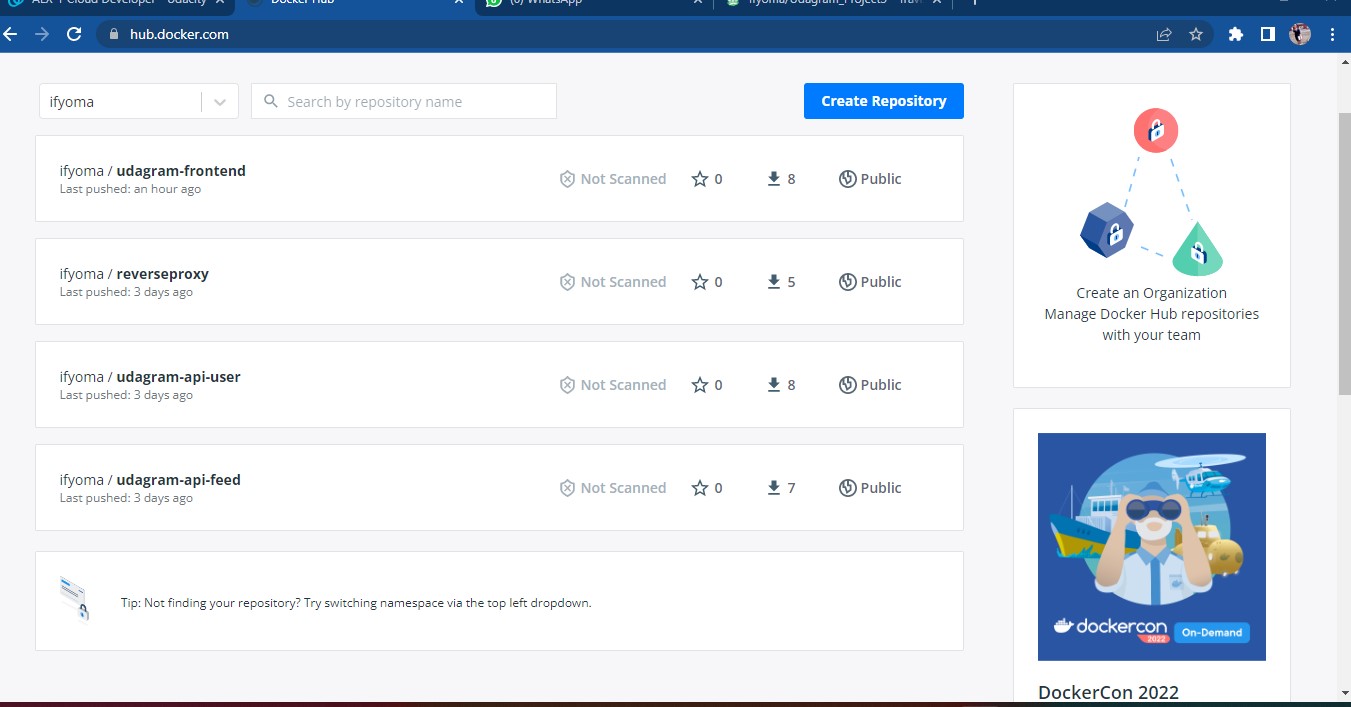 ALX-T Cloud Developer - Udacity
Docker Hub
(6) WhatsApp
ifyoma/Udagram_Project3 - Trav
hub.docker.com
ifyoma
Search by repository name
Create Repository
ifyoma / udagram-frontend
Last pushed: an hour ago
Not Scanned
0
8
Public
ifyoma / reverseproxy
Last pushed: 3 days ago
Not Scanned
0
5
Public
ifyoma / udagram-api-user
Last pushed: 3 days ago
Not Scanned
0
8
Public
ifyoma / udagram-api-feed
Last pushed: 3 days ago
Not Scanned
0
7
Public
Tip: Not finding your repository? Try switching namespace via the top left dropdown.
Create an Organization
Manage Docker Hub repositories
with your team
dockercon
2022
On-Demand
DockerCon 2022